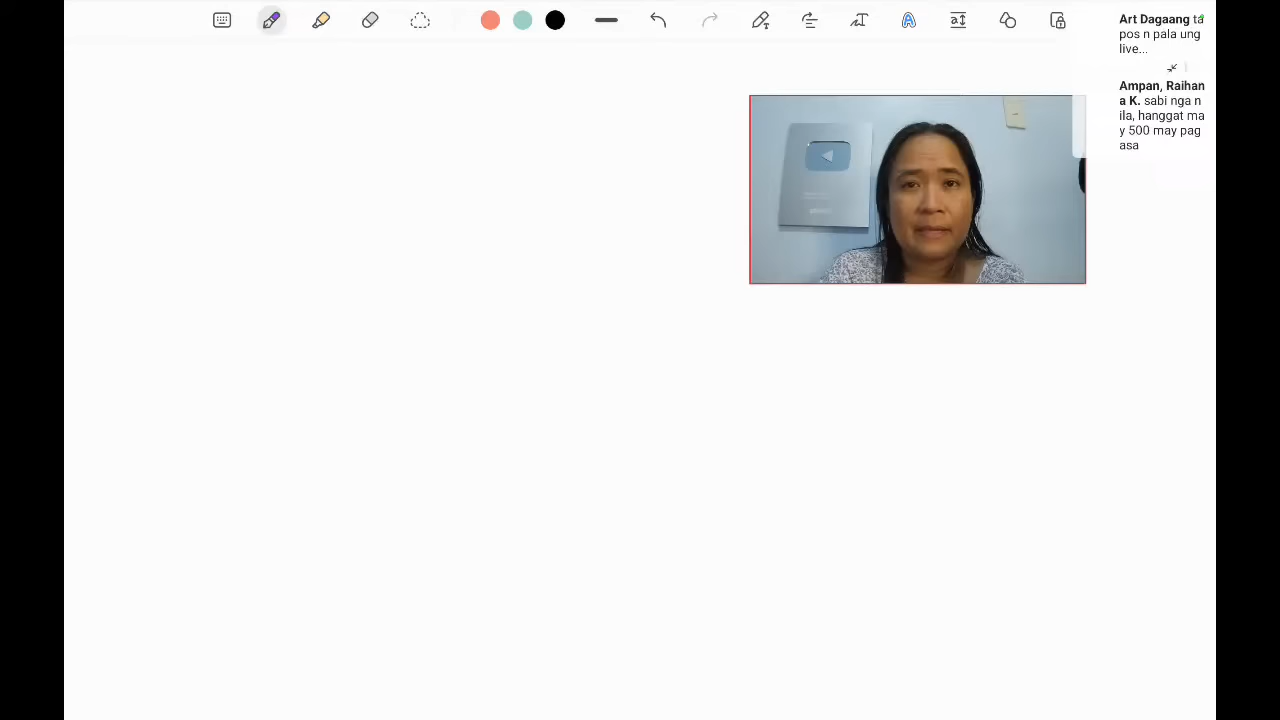 Art Dagaang ta
pos n pala ung
live...
Ampan, Raihan
a K. sabi nga n
ila, hanggat ma
y 500 may pag
asa